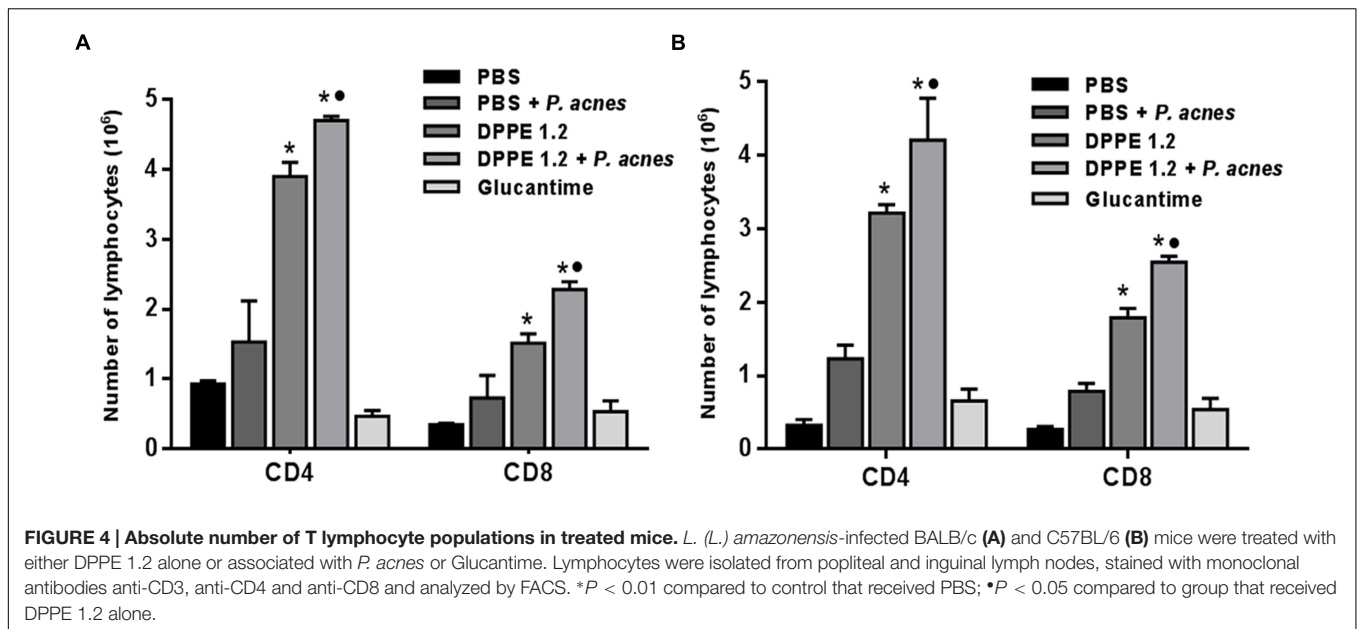 A
PBS
PBS + P. acnes
DPPE 1.2
DPPE 1.2 + P. acnes
Glucantime
Number of lymphocytes (10⁶)
5
4
3
2
1
0
*
*●
*
*●
CD4
CD8
B
PBS
PBS + P. acnes
DPPE 1.2
DPPE 1.2 + P. acnes
Glucantime
Number of lymphocytes (10⁶)
5
4
3
2
1
0
*
*●
*
*●
CD4
CD8
FIGURE 4 | Absolute number of T lymphocyte populations in treated mice. L. (L.) amazonensis-infected BALB/c (A) and C57BL/6 (B) mice were treated with
either DPPE 1.2 alone or associated with P. acnes or Glucantime. Lymphocytes were isolated from popliteal and inguinal lymph nodes, stained with monoclonal
antibodies anti-CD3, anti-CD4 and anti-CD8 and analyzed by FACS. *P < 0.01 compared to control that received PBS; •P < 0.05 compared to group that received
DPPE 1.2 alone.